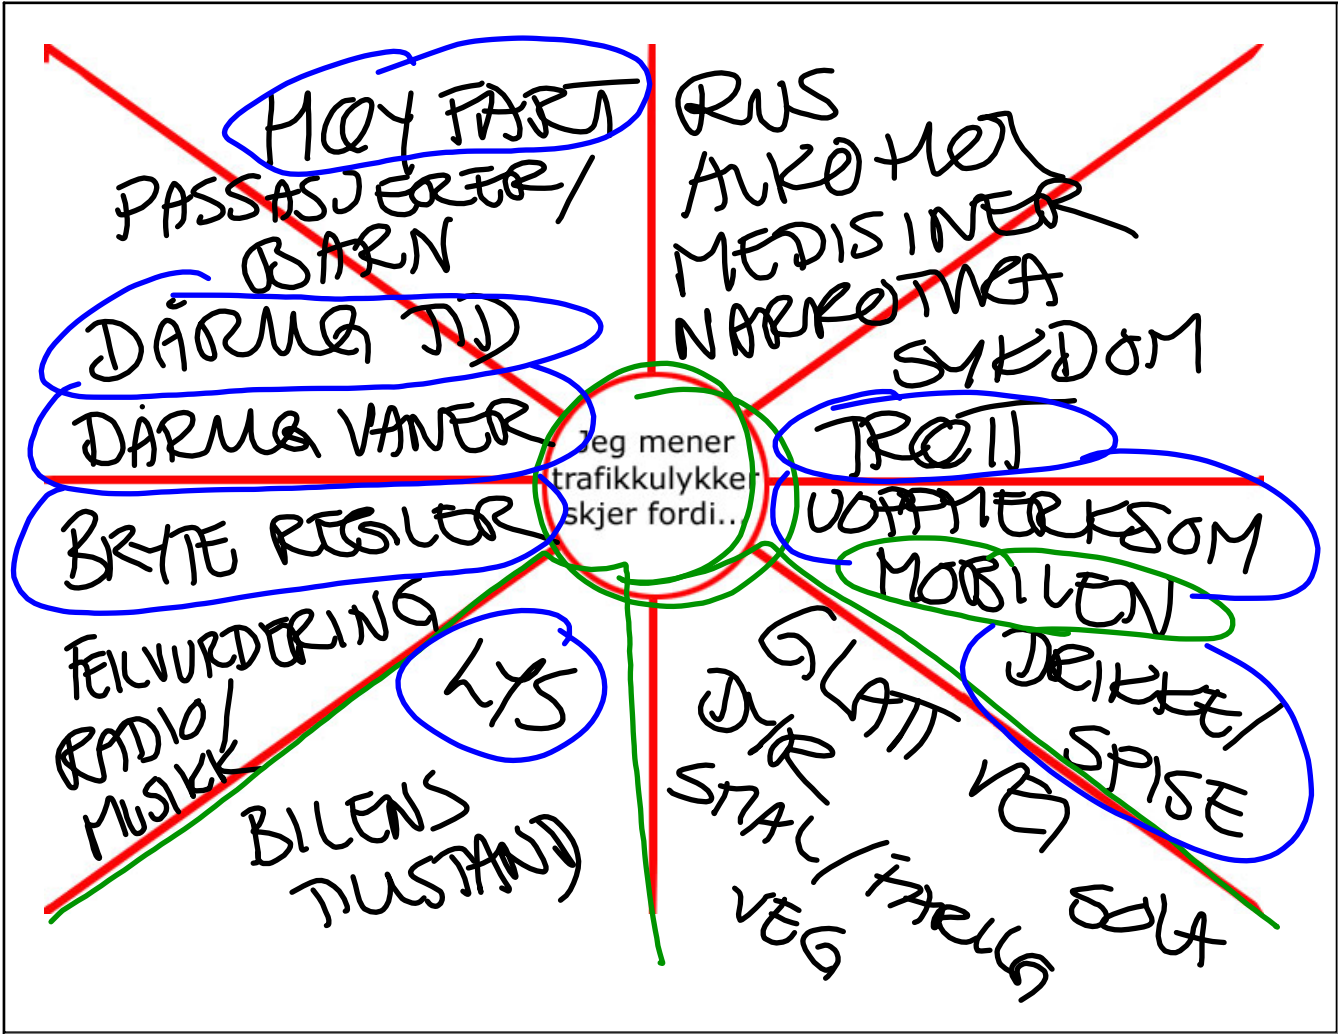 HØY FART
PASSASJERER/
BARN
DÅRLIG TID
DÅRLIG VANER
BRYTE REGLER
FEILVURDERING
RADIO/
MUSIKK
LYS
BILENS
TILSTAND
Jeg mener
trafikkulykker
skjer fordi...
RUS
ALKOHOL
MEDISINER
NARKOTIKA
SYKDOM
TRØTT
UOPPMERKSOM
MOBILEN
DRIKKE/
SPISE
GLATT
VEI
DYR
SMAL/FARLIG
VEG
SOLA